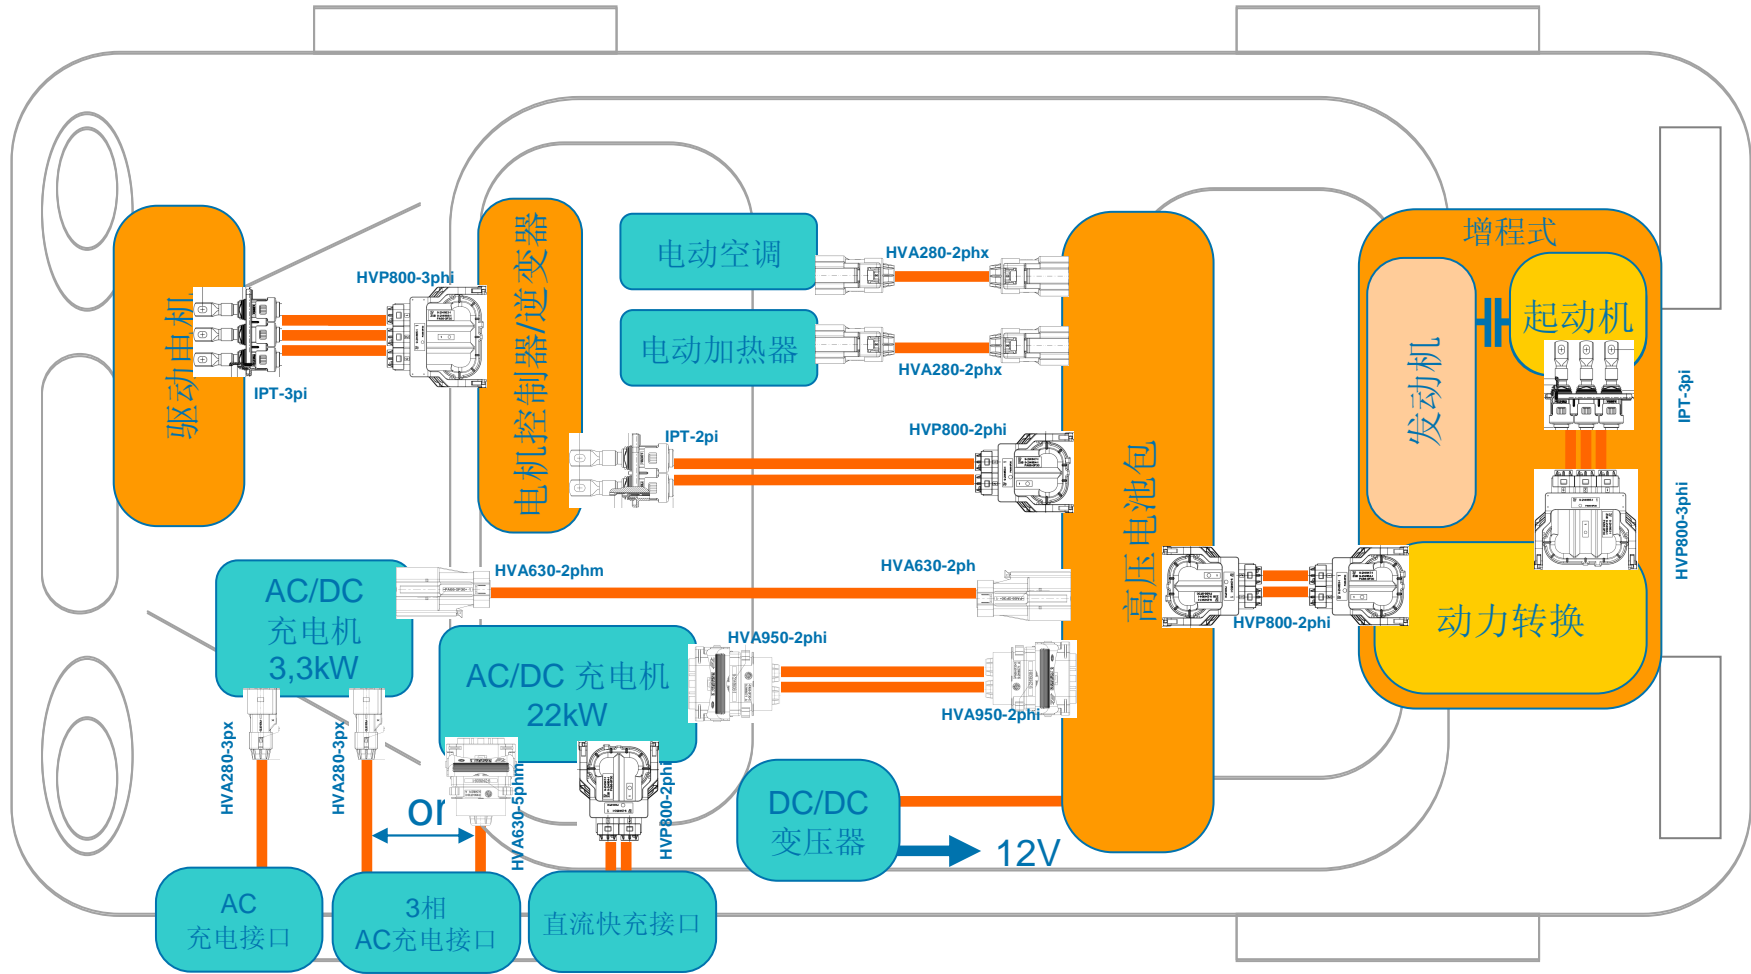 增程式
电动空调
HVA280-2phx
HVP800-3phi
起动机
电动加热器
HVA280-2phx
IPT-3pi
驱动电机
电机控制器/逆变器
发动机
IPT-3pi
IPT-2pi
HVP800-2phi
高压电池包
HVP800-3phi
HVA630-2phm
HVA630-2ph
AC/DC
充电机
3,3kW
HVP800-2phi
动力转换
HVA950-2phi
AC/DC 充电机
22kW
HVA950-2phi
HVA280-3px
HVA280-3px
or
HVA630-5phm
HVP800-2phi
DC/DC
变压器
12V
AC
充电接口
3相
AC充电接口
直流快充接口